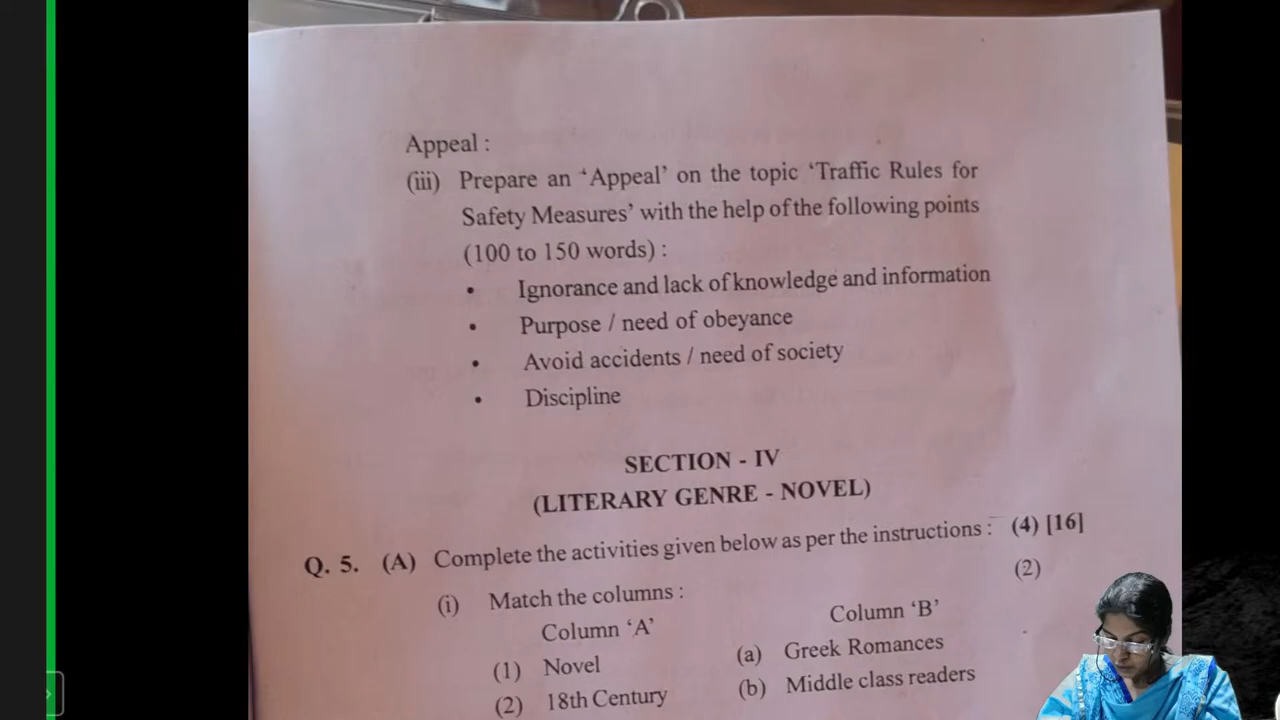 Appeal :
(iii) Prepare an ‘Appeal’ on the topic ‘Traffic Rules for
Safety Measures’ with the help of the following points
(100 to 150 words) :
• Ignorance and lack of knowledge and information
• Purpose / need of obeyance
• Avoid accidents / need of society
• Discipline
SECTION - IV
(LITERARY GENRE - NOVEL)
Q. 5. (A) Complete the activities given below as per the instructions : (4) [16]
(i) Match the columns : (2)
Column ‘A’ Column ‘B’
(1) Novel (a) Greek Romances
(2) 18th Century (b) Middle class readers